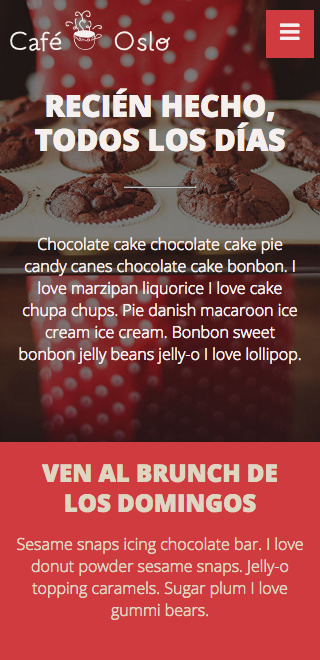 Café Oslo
RECIÉN HECHO,
TODOS LOS DÍAS
Chocolate cake chocolate cake pie
candy canes chocolate cake bonbon. I
love marzipan liquorice I love cake
chupa chups. Pie danish macaroon ice
cream ice cream. Bonbon sweet
bonbon jelly beans jelly-o I love lollipop.
VEN AL BRUNCH DE
LOS DOMINGOS
Sesame snaps icing chocolate bar. I love
donut powder sesame snaps. Jelly-o
topping caramels. Sugar plum I love
gummi bears.